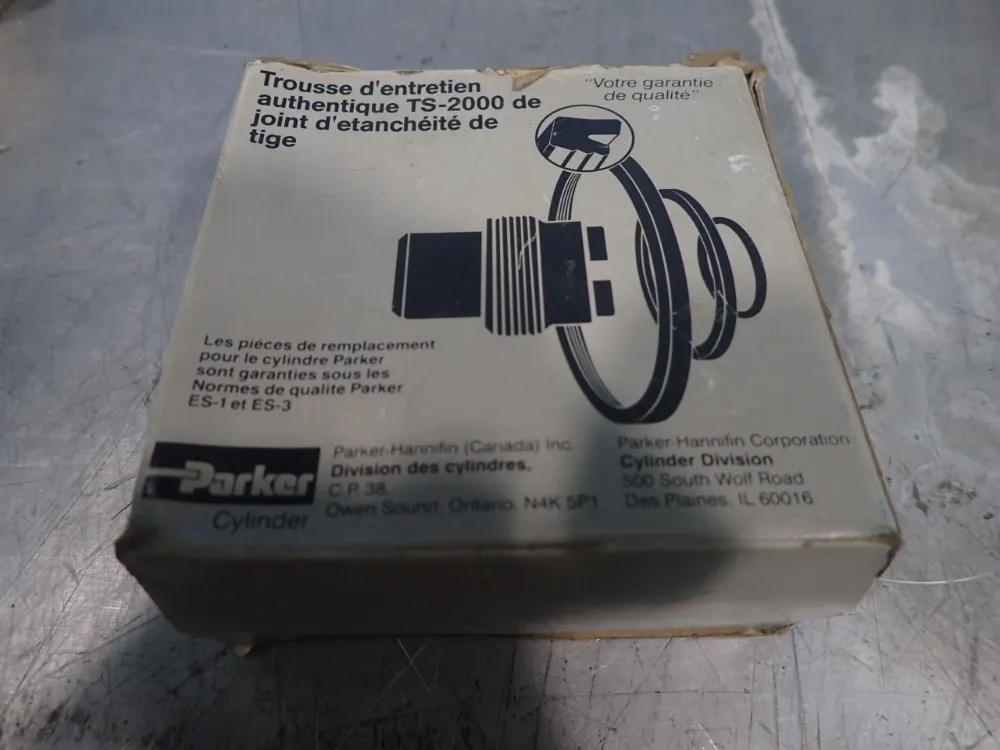 Trousse d'entretien
authentique TS-2000 de
joint d'etanchéité de
tige
"Votre garantie
de qualité"
Les pièces de remplacement
pour le cylindre Parker
sont garanties sous les
Normes de qualité Parker
ES-1 et ES-3
Parker
Cylinder
Parker-Hannifin (Canada) Inc.
Division des cylindres,
C.P. 38,
Owen Sound, Ontario, N4K 5P1
Parker-Hannifin Corporation
Cylinder Division
500 South Wolf Road
Des Plaines, IL 60016